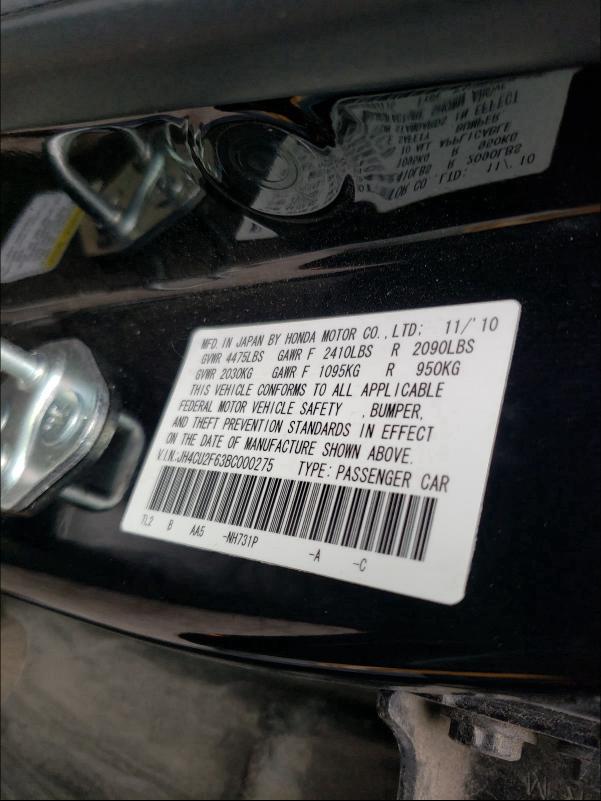 MFD. IN JAPAN BY HONDA MOTOR CO.,LTD: 11/'10
GVWR 4475LBS GAWR F 2410LBS R 2090LBS
GVWR 2030KG GAWR F 1095KG R 950KG
THIS VEHICLE CONFORMS TO ALL APPLICABLE
FEDERAL MOTOR VEHICLE SAFETY , BUMPER,
AND THEFT PREVENTION STANDARDS IN EFFECT
ON THE DATE OF MANUFACTURE SHOWN ABOVE.
V.I.N.:JH4CU2F63BC000275 TYPE: PASSENGER CAR
TL2 B AA5 -NH731P -A -C